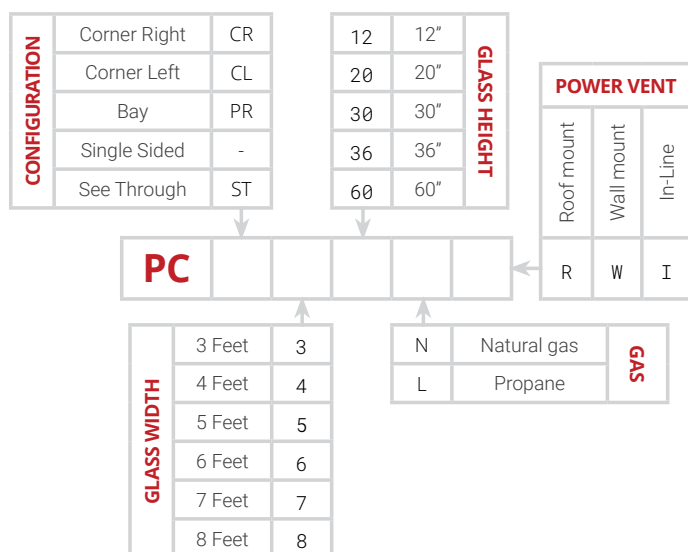 CONFIGURATION
Corner Right CR
Corner Left CL
Bay PR
Single Sided -
See Through ST
12 12”
20 20”
30 30”
36 36”
60 60”
GLASS HEIGHT
POWER VENT
Roof mount Wall mount In-Line
R W I
PC
GLASS WIDTH
3 Feet 3
4 Feet 4
5 Feet 5
6 Feet 6
7 Feet 7
8 Feet 8
N Natural gas
L Propane
GAS